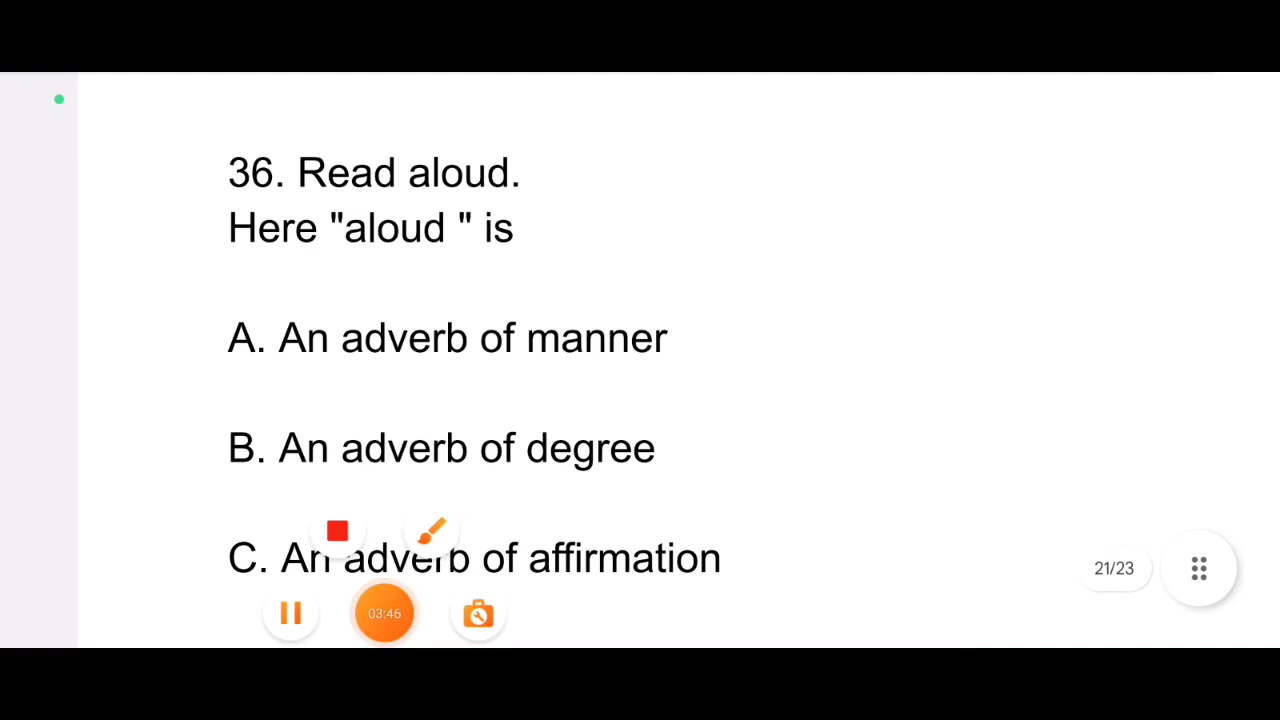 36. Read aloud.
Here "aloud " is
A. An adverb of manner
B. An adverb of degree
C. An adverb of affirmation
21/23
03:46